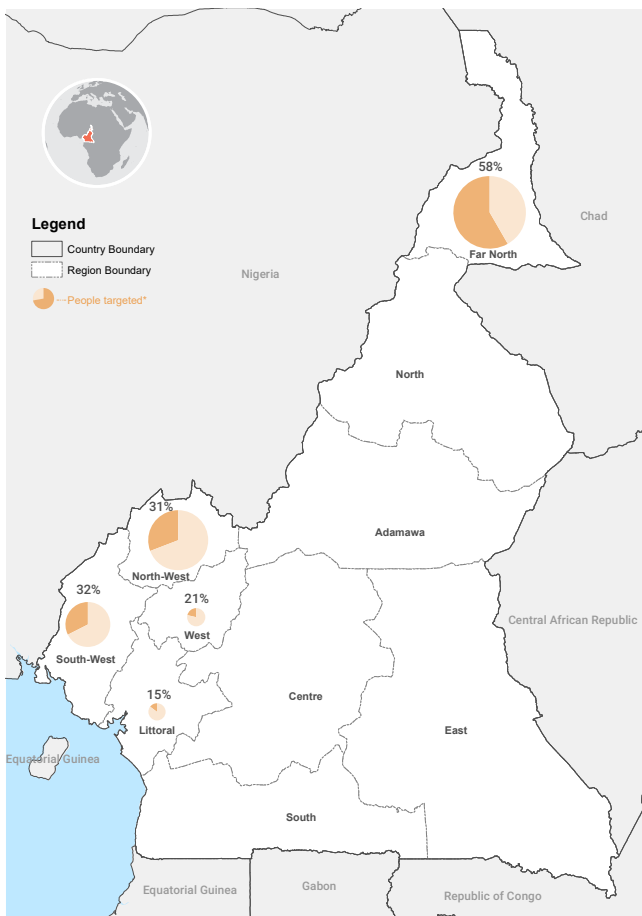 58%
Far North
Chad
Legend
Country Boundary
Region Boundary
People targeted*
Nigeria
North
Adamawa
31%
North-West
32%
South-West
21%
West
Central African Republic
15%
Littoral
Centre
East
Equatorial Guinea
South
Equatorial Guinea
Gabon
Republic of Congo